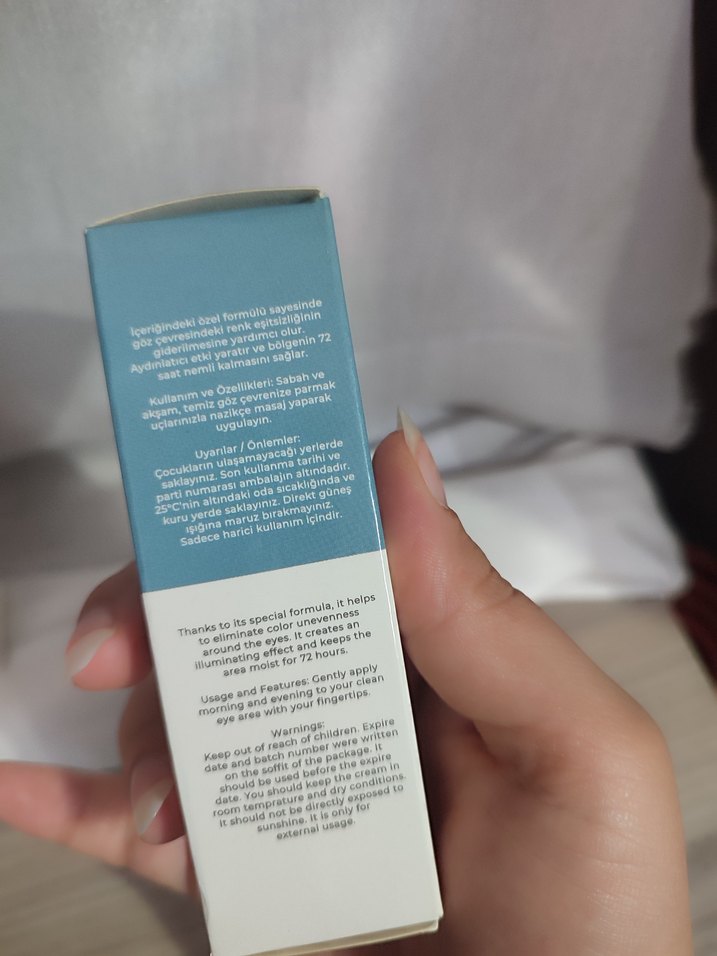 İçeriğindeki özel formülü sayesinde
göz çevresindeki renk eşitsizliğinin
giderilmesine yardımcı olur.
Aydınlatıcı etki yaratır ve bölgenin 72
saat nemli kalmasını sağlar.
Kullanım ve Özellikleri: Sabah ve
akşam, temiz göz çevrenize parmak
uçlarınızla nazikçe masaj yaparak
uygulayın.
Uyarılar / Önlemler:
Çocukların ulaşamayacağı yerlerde
saklayınız. Son kullanma tarihi ve
parti numarası ambalajın altındadır.
25°C'nin altındaki oda sıcaklığında ve
kuru yerde saklayınız. Direkt güneş
ışığına maruz bırakmayınız.
Sadece harici kullanım içindir.
Thanks to its special formula, it helps
to eliminate color unevenness
around the eyes. It creates an
illuminating effect and keeps the
area moist for 72 hours.
Usage and Features: Gently apply
morning and evening to your clean
eye area with your fingertips.
Warnings:
Keep out of reach of children. Expire
date and batch number were written
on the soffit of the package. It
should be used before the expire
date. You should keep the cream in
room temprature and dry conditions.
It should not be directly exposed to
sunshine. It is only for
external usage.